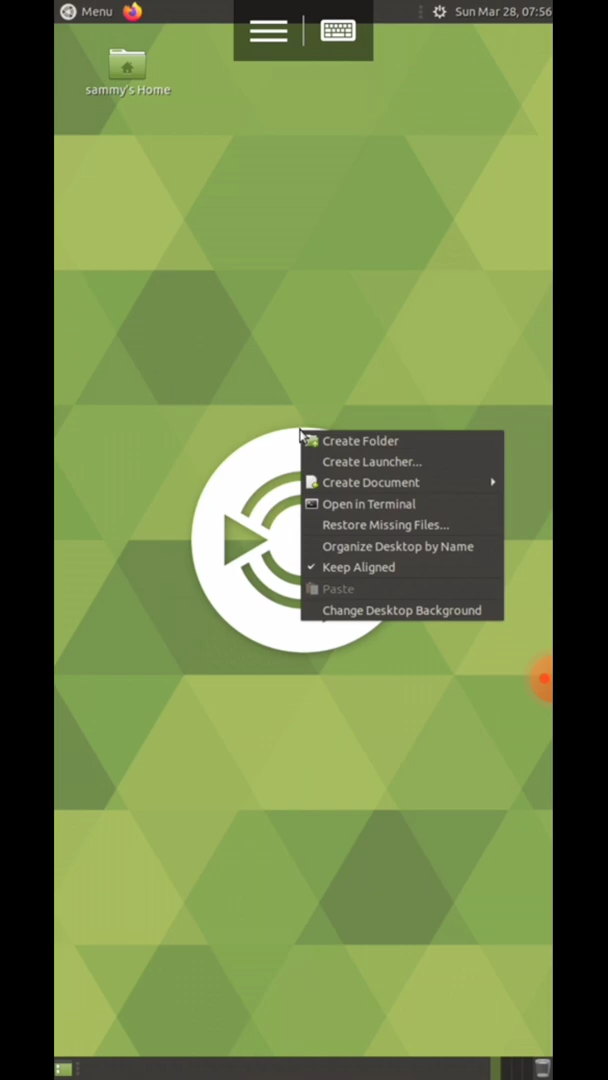 Menu
Sun Mar 28, 07:56
sammy's Home
Create Folder
Create Launcher...
Create Document
Open in Terminal
Restore Missing Files...
Organize Desktop by Name
Keep Aligned
Paste
Change Desktop Background